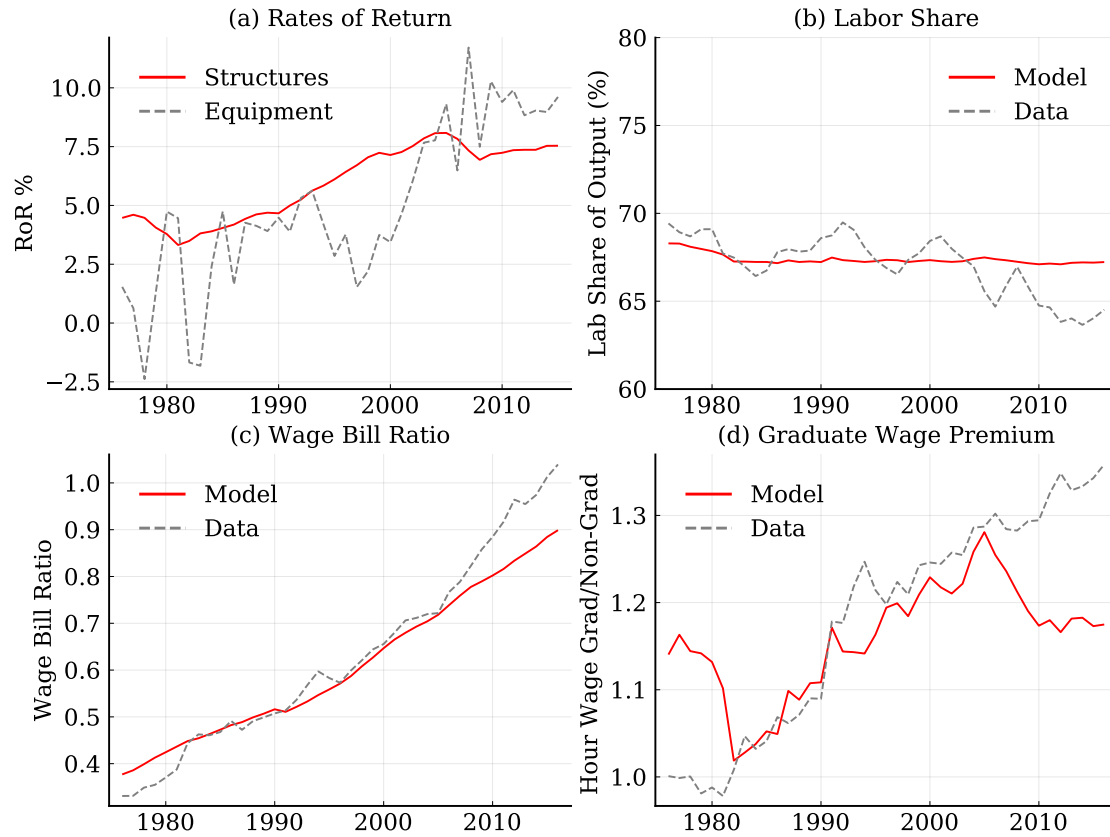 (a) Rates of Return
Structures
Equipment
RoR %
10.0
7.5
5.0
2.5
0.0
−2.5
1980
1990
2000
2010
(b) Labor Share
Model
Data
Lab Share of Output (%)
80
75
70
65
60
1980
1990
2000
2010
(c) Wage Bill Ratio
Model
Data
Wage Bill Ratio
1.0
0.9
0.8
0.7
0.6
0.5
0.4
1980
1990
2000
2010
(d) Graduate Wage Premium
Model
Data
Hour Wage Grad/Non-Grad
1.3
1.2
1.1
1.0
1980
1990
2000
2010